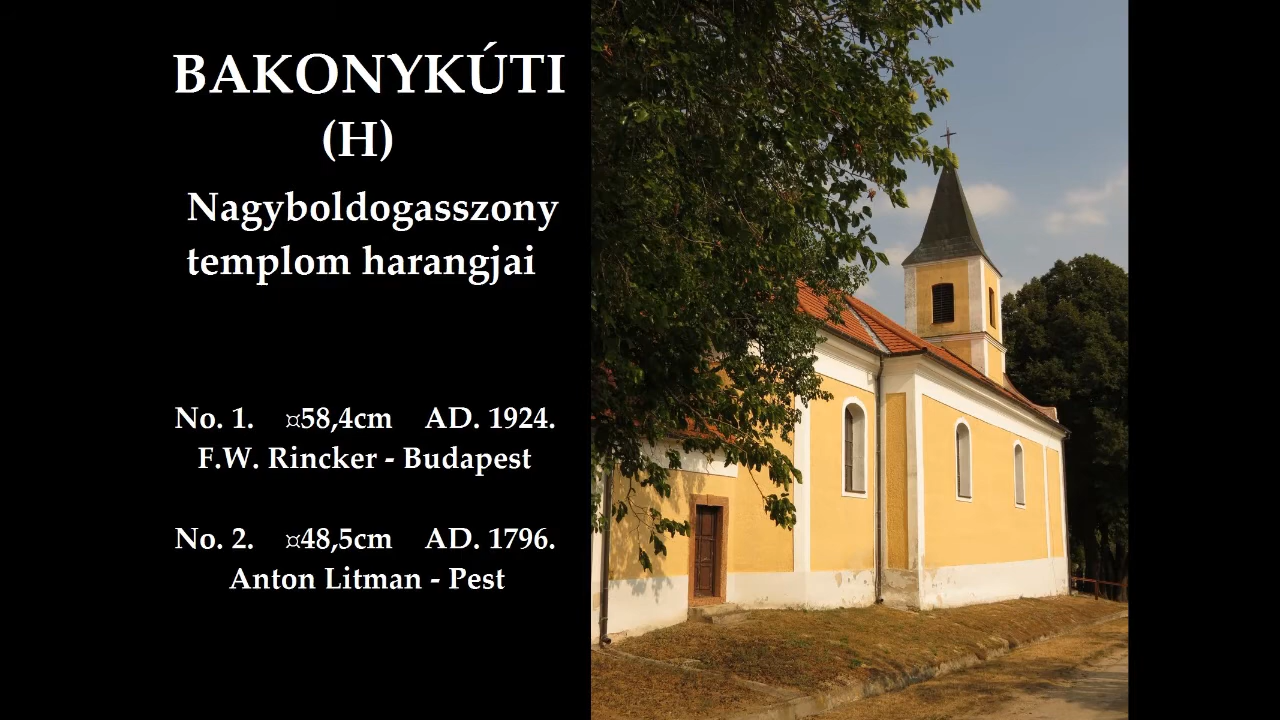 BAKONYKÚTI
(H)
Nagyboldogasszony
templom harangjai
No. 1. ¤58,4cm AD. 1924.
F.W. Rincker - Budapest
No. 2. ¤48,5cm AD. 1796.
Anton Litman - Pest